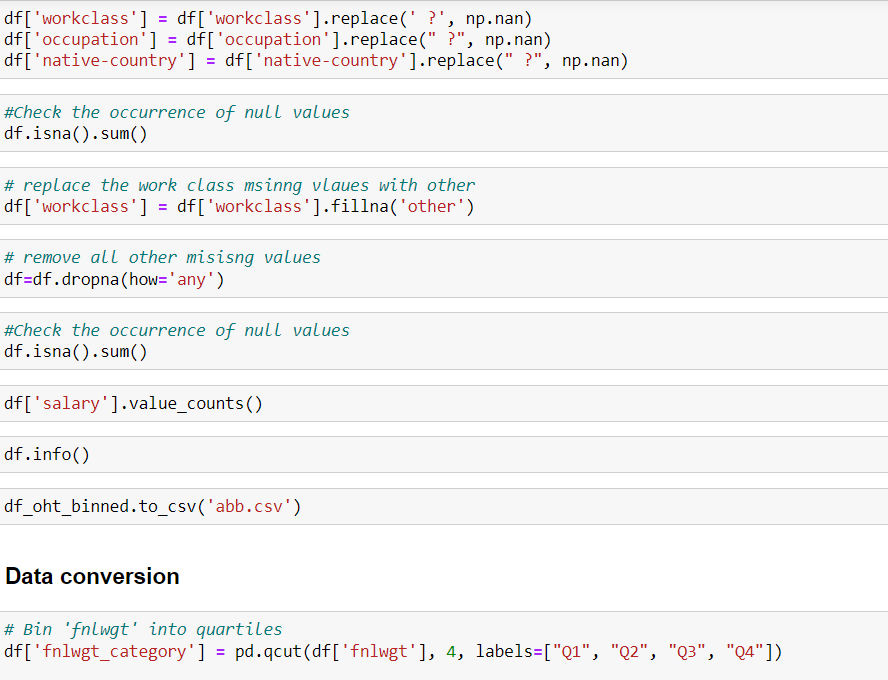 df['workclass'] = df['workclass'].replace(' ?', np.nan)
df['occupation'] = df['occupation'].replace(" ?", np.nan)
df['native-country'] = df['native-country'].replace(" ?", np.nan)
#Check the occurrence of null values
df.isna().sum()
# replace the work class msinng vlaues with other
df['workclass'] = df['workclass'].fillna('other')
# remove all other misisng values
df=df.dropna(how='any')
#Check the occurrence of null values
df.isna().sum()
df['salary'].value_counts()
df.info()
df_oht_binned.to_csv('abb.csv')
Data conversion
# Bin 'fnlwgt' into quartiles
df['fnlwgt_category'] = pd.qcut(df['fnlwgt'], 4, labels=["Q1", "Q2", "Q3", "Q4"])